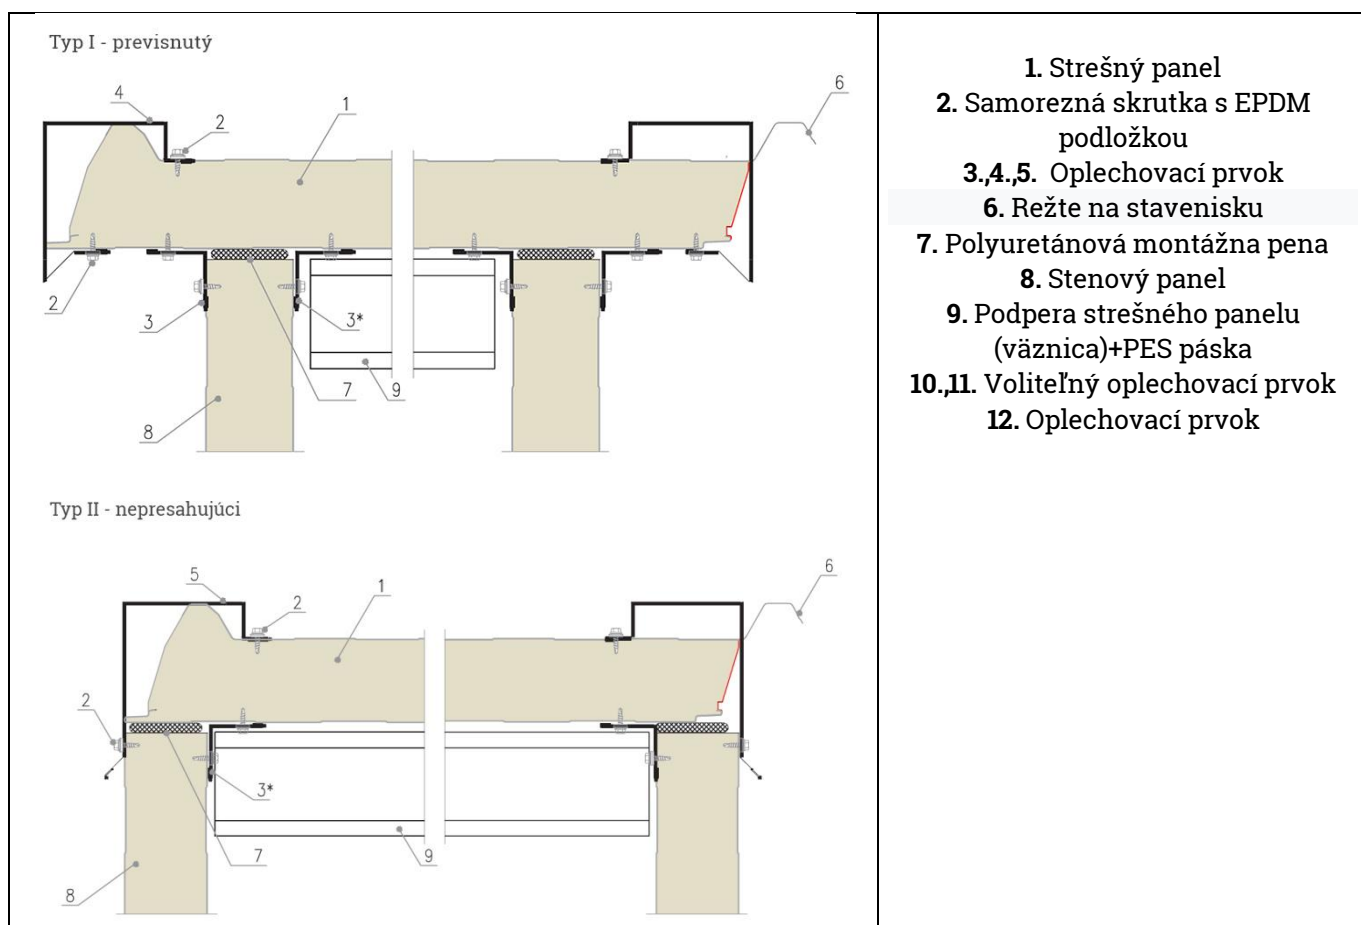 Typ I - previsnutý
4
2
1
6
2
3
3*
7
9
8
Typ II - nepresahujúci
5
2
1
6
2
3*
7
9
8
1. Strešný panel
2. Samorezná skrutka s EPDM
podložkou
3.,4.,5. Oplechovací prvok
6. Režte na stavenisku
7. Polyuretánová montážna pena
8. Stenový panel
9. Podpera strešného panelu
(väznica)+PES páska
10.,11. Voliteľný oplechovací prvok
12. Oplechovací prvok